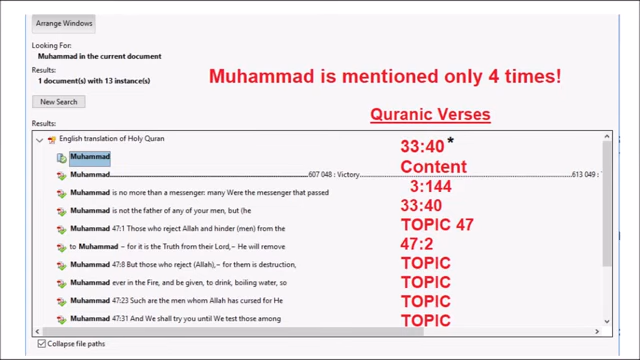 Arrange Windows
Looking For:
Muhammad in the current document
Results:
1 document(s) with 13 instance(s)
Muhammad is mentioned only 4 times!
New Search
Quranic Verses
Results:
English translation of Holy Quran
33:40 *
Muhammad
Content
Muhammad............607 048 : Victory............613 049 :
3:144
Muhammad is no more than a messenger: many Were the messenger that passed
33:40
Muhammad is not the father of any of your men, but (he
TOPIC 47
Muhammad 47:1 Those who reject Allah and hinder (men) from the
47:2
to Muhammad – for it is the Truth from their Lord,– He will remove
TOPIC
Muhammad 47:8 But those who reject (Allah),– for them is destruction,
TOPIC
Muhammad ever in the Fire, and be given, to drink, boiling water, so
TOPIC
Muhammad 47:23 Such are the men whom Allah has cursed for He
TOPIC
Muhammad 47:31 And We shall try you until We test those among
Collapse file paths